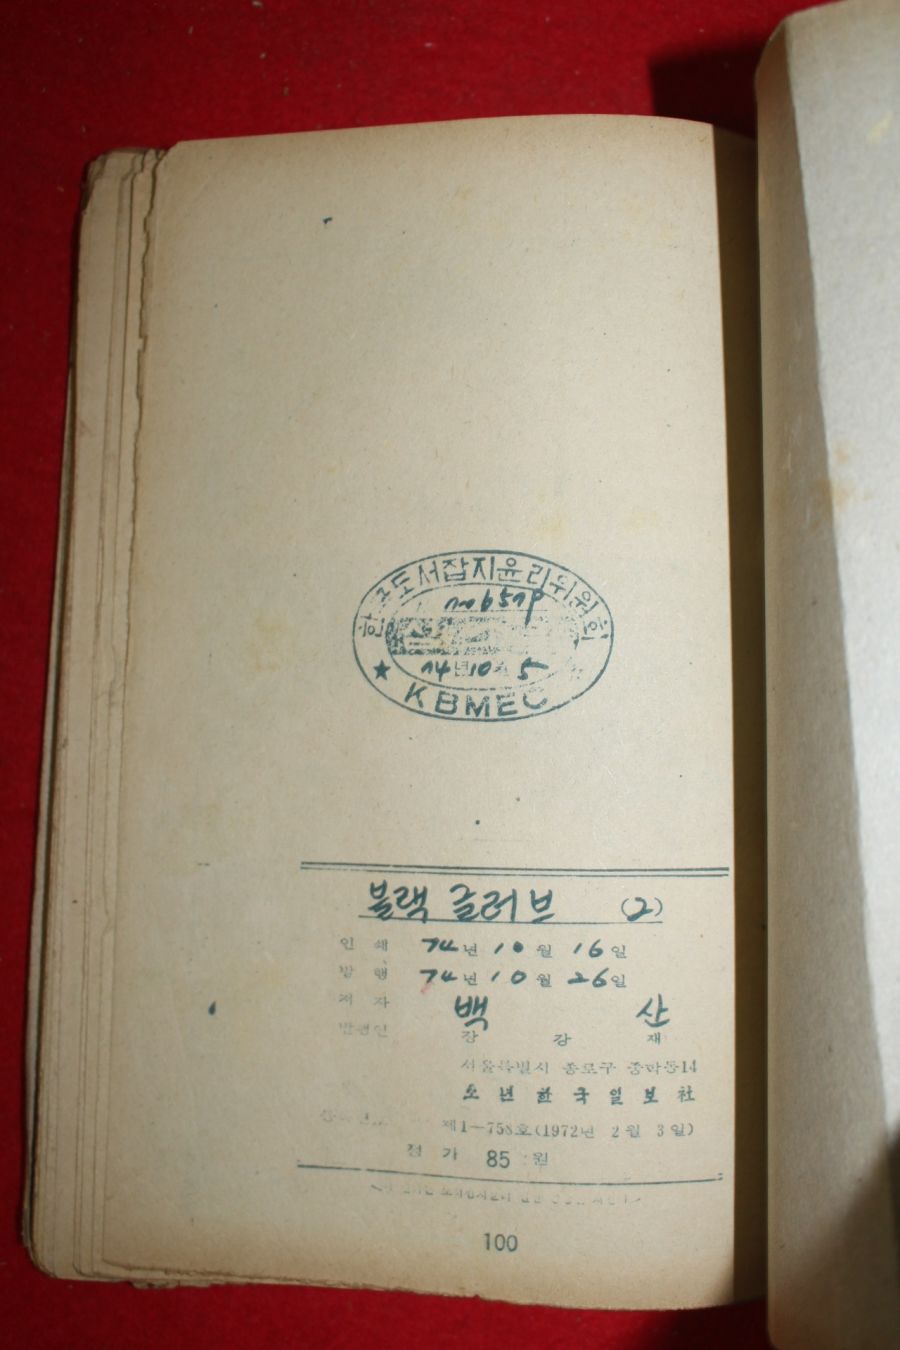 한국도서잡지윤리위원회
74년 10월 5
★ KBMEC
블랙 글러브 (2)
인 쇄 74년 10월 16일
발 행 74년 10월 26일
저 자 백 산
발행인 강 강 재
서울특별시 종로구 중학동14
소년한국일보社
제1-758호(1972년 2월 3일)
정 가 85 원
100